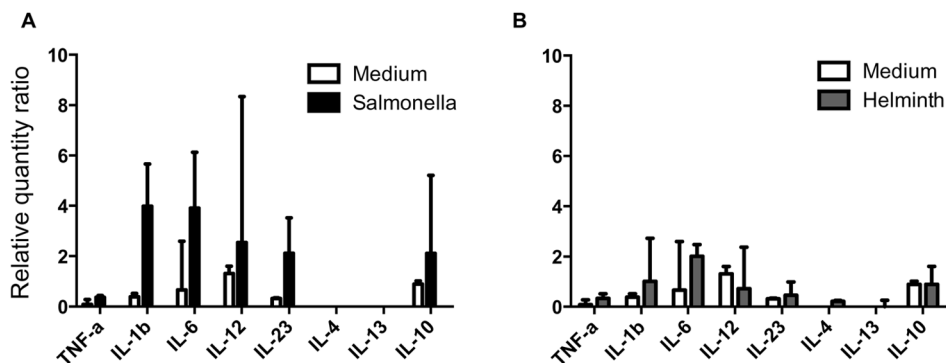 A
B
Relative quantity ratio
10
8
6
4
2
0
Medium
Salmonella
TNF-a
IL-1b
IL-6
IL-12
IL-23
IL-4
IL-13
IL-10
10
8
6
4
2
0
Medium
Helminth
TNF-a
IL-1b
IL-6
IL-12
IL-23
IL-4
IL-13
IL-10